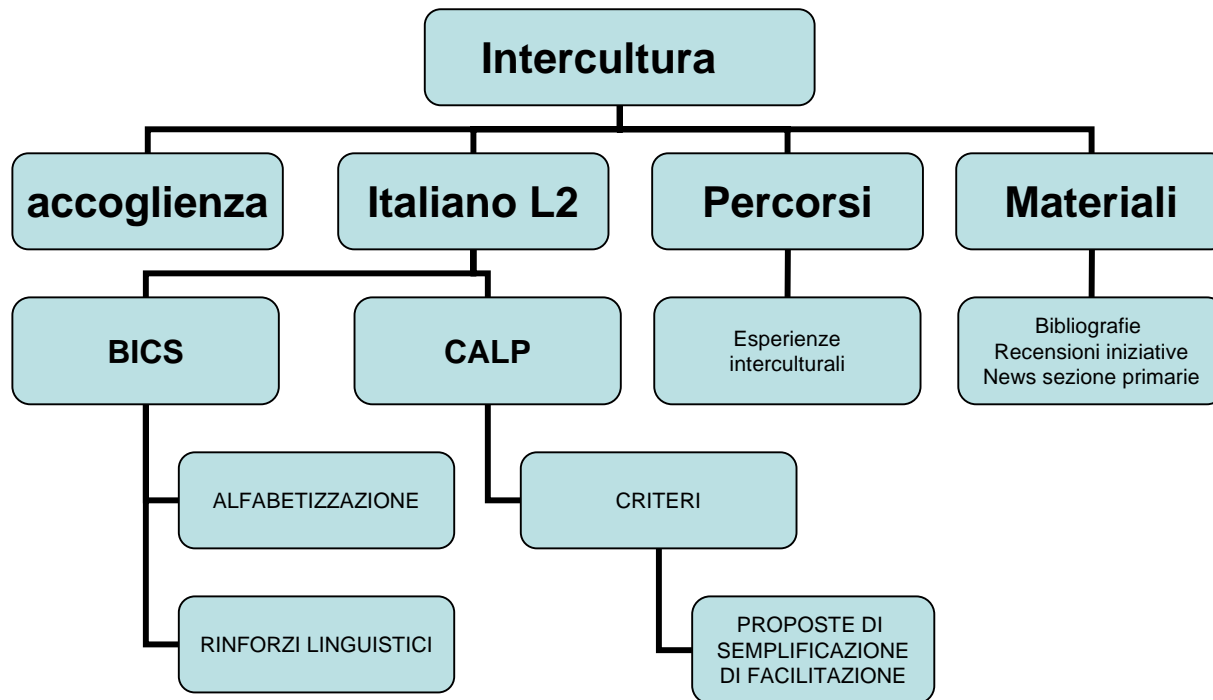 Intercultura
accoglienza
Italiano L2
Percorsi
Materiali
BICS
CALP
Esperienze
interculturali
Bibliografie
Recensioni iniziative
News sezione primarie
ALFABETIZZAZIONE
CRITERI
RINFORZI LINGUISTICI
PROPOSTE DI
SEMPLIFICAZIONE
DI FACILITAZIONE